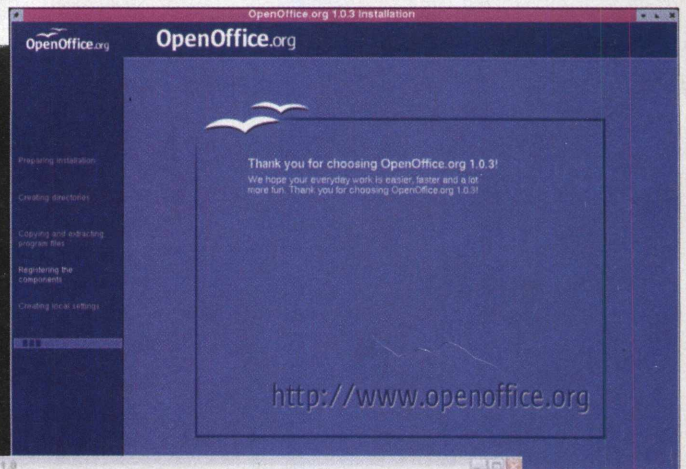 OpenOffice.org 1.0.3 Installation
OpenOffice.org
OpenOffice.org
Thank you for choosing OpenOffice.org 1.0.3!
We hope your everyday work is easier, faster and a lot
more fun. Thank you for choosing OpenOffice.org 1.0.3!
Preparing installation
Creating directories
Copying and extracting
program files
Registering the
components
Creating local settings
http://www.openoffice.org